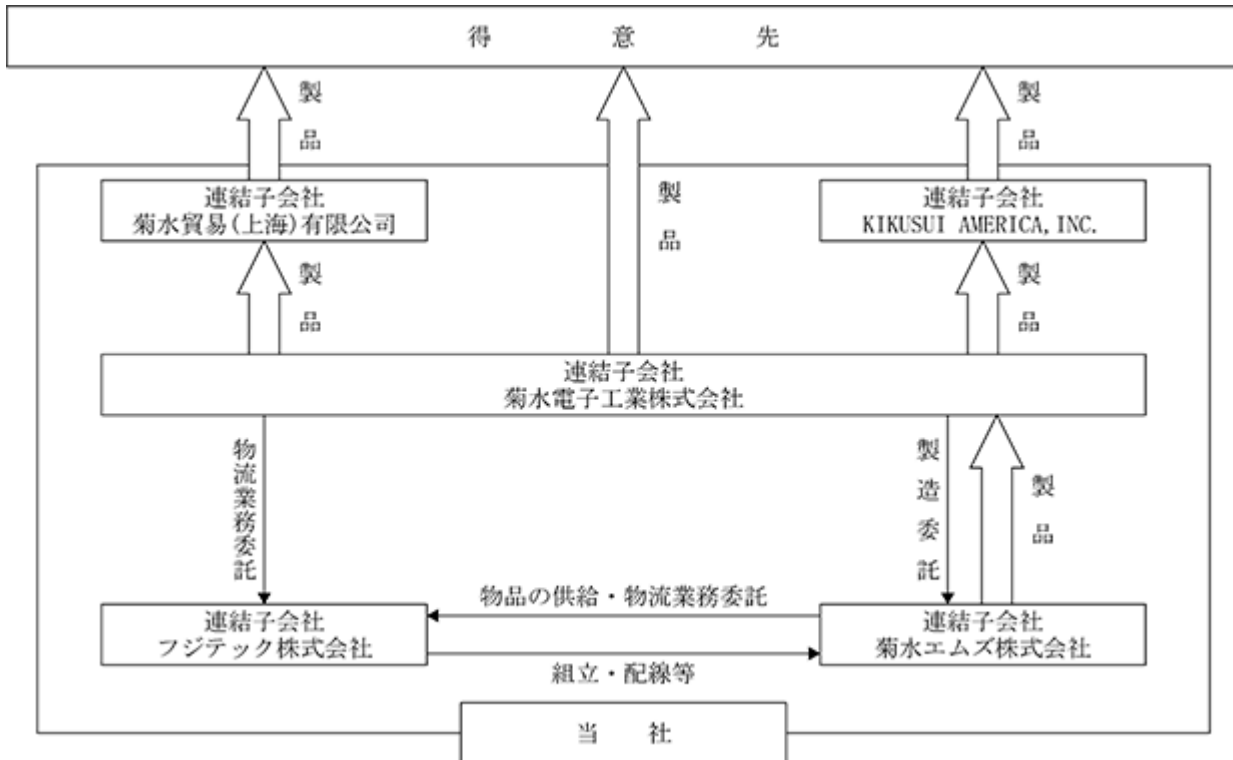 得意先
製品
製品
製品
連結子会社
菊水貿易(上海)有限公司
連結子会社
KIKUSUI AMERICA,INC.
製品
製品
連結子会社
菊水電子工業株式会社
物流業務委託
製造委託
製品
物品の供給・物流業務委託
連結子会社
フジテック株式会社
連結子会社
菊水エムズ株式会社
組立・配線等
当社